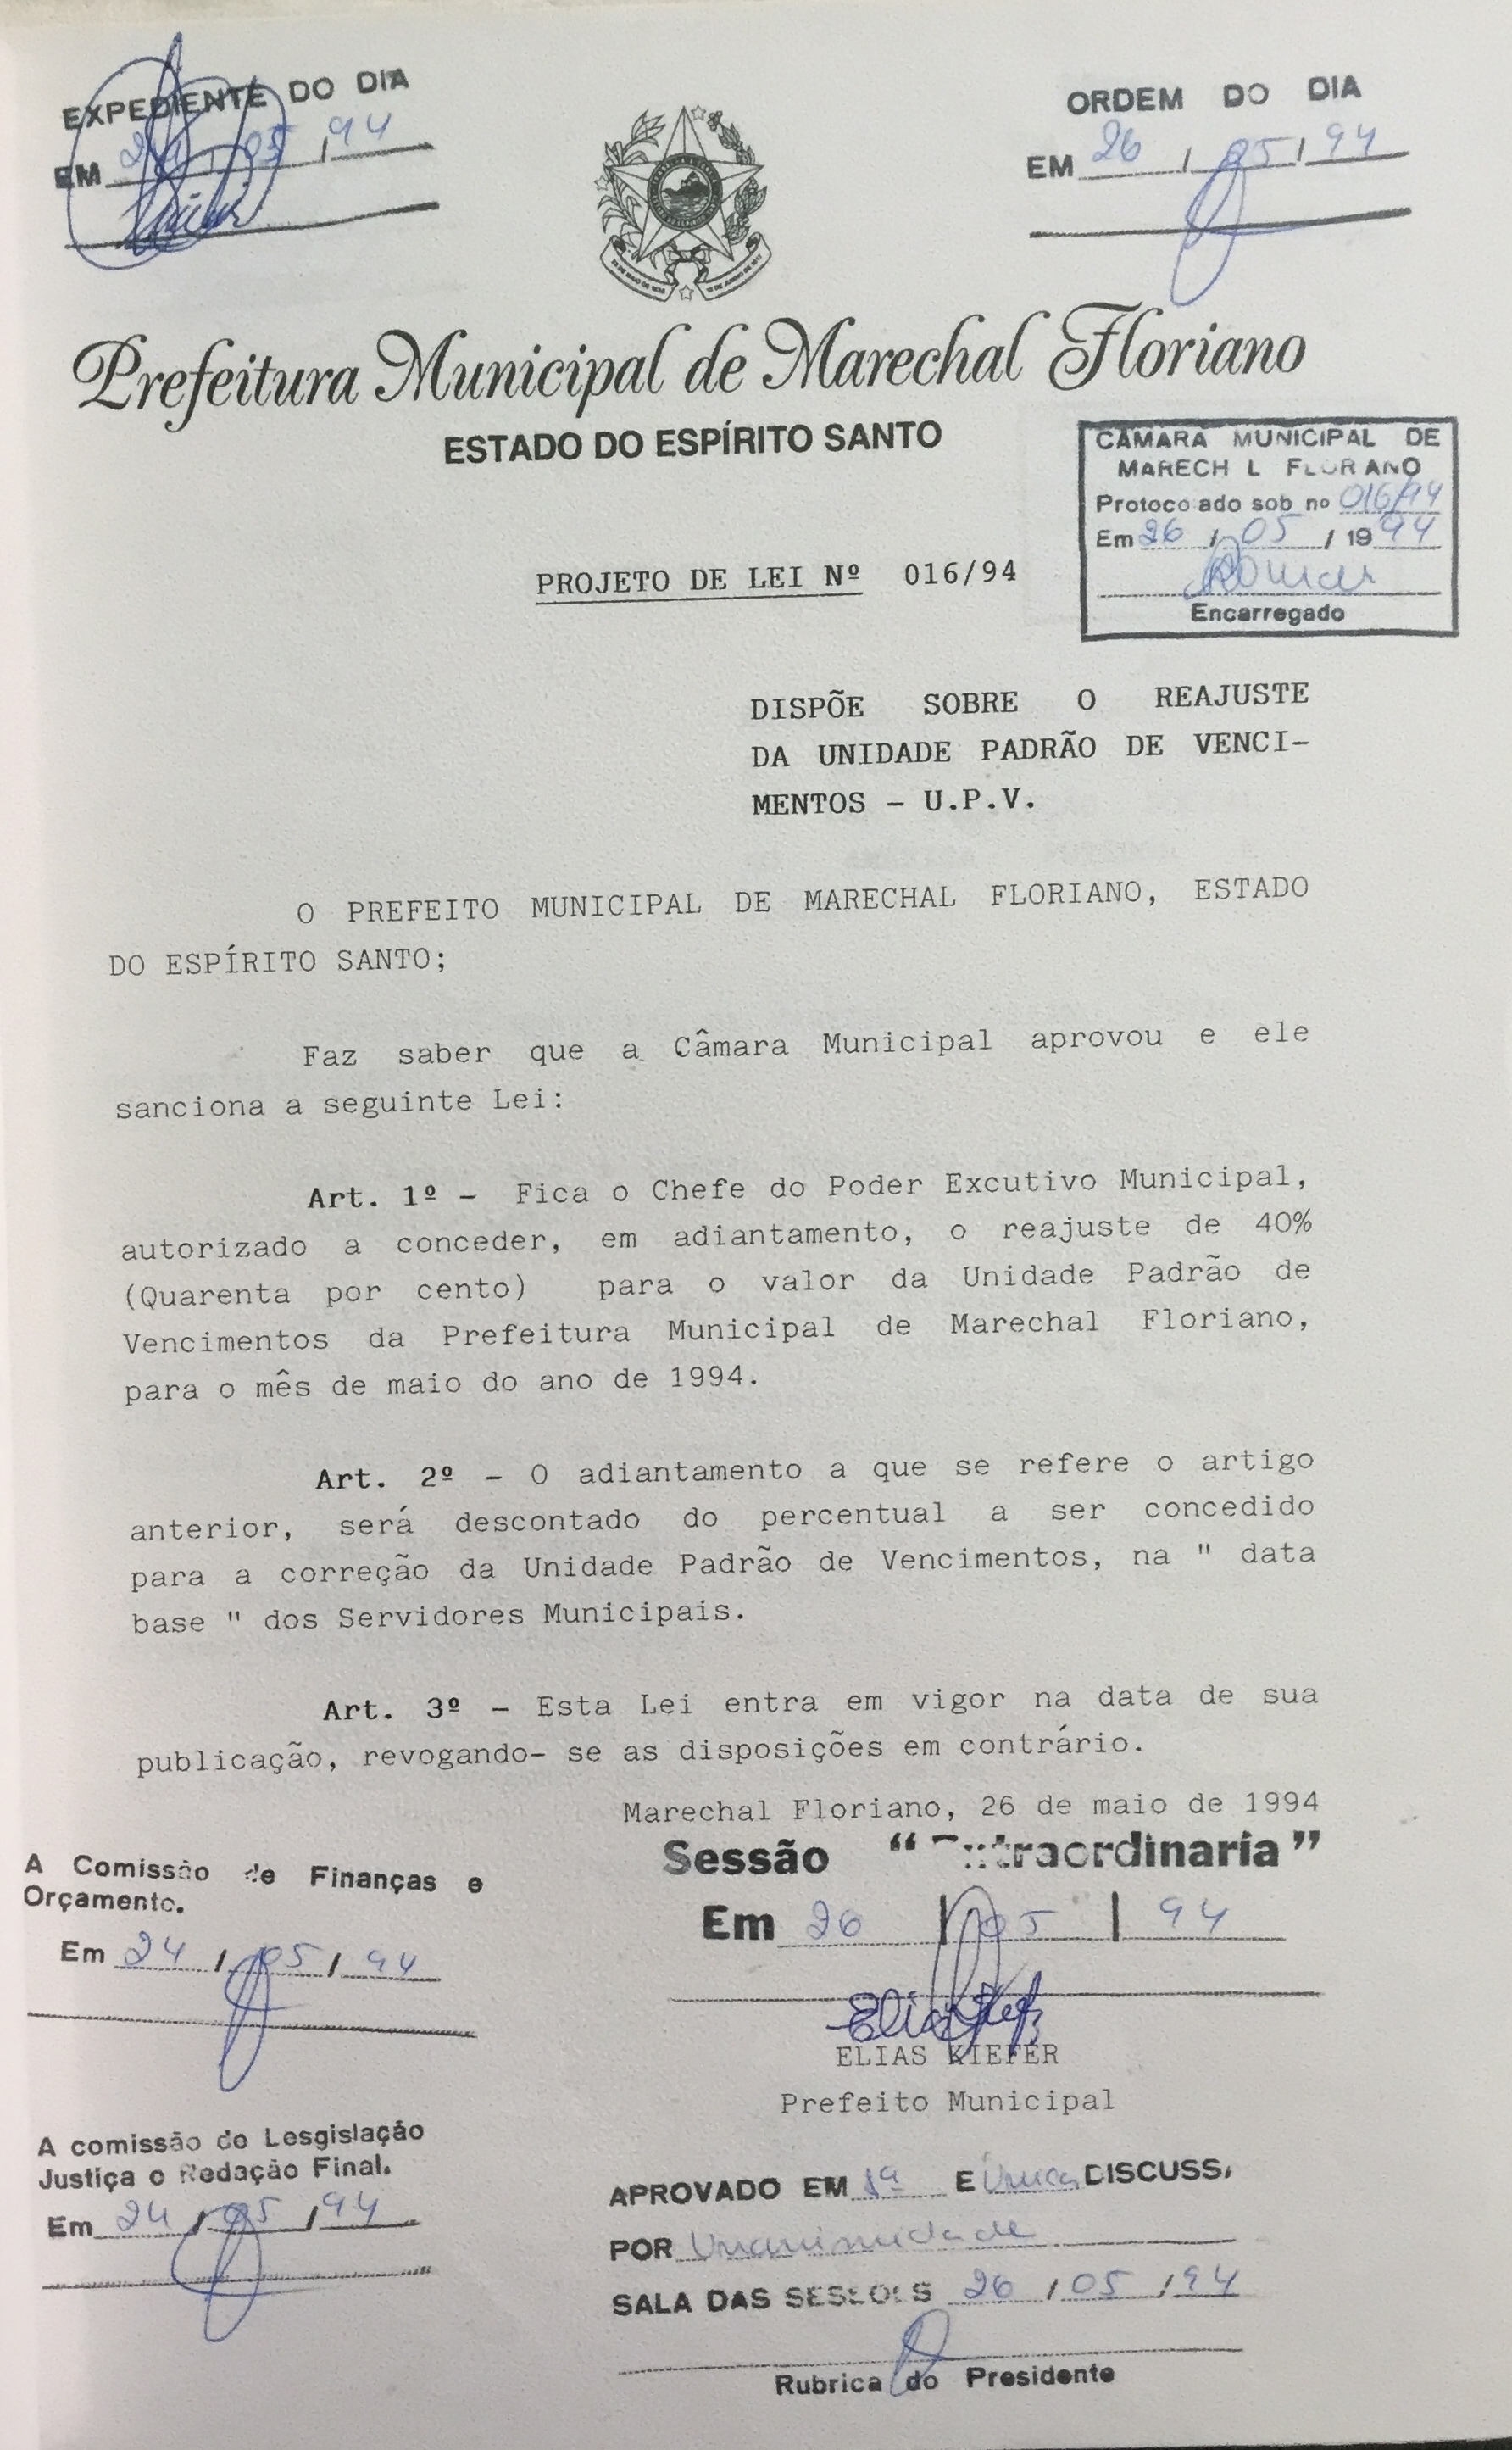 EXPEDIENTE DO DIA
EM 24 / 05 / 94
ORDEM DO DIA
EM 26 / 05 / 94
Prefeitura Municipal de Marechal Floriano
ESTADO DO ESPÍRITO SANTO
CÂMARA MUNICIPAL DE
MARECH L FLOR ANO
Protoco ado sob no 016/94
Em 26 / 05 / 19 94
Encarregado
PROJETO DE LEI Nº 016/94
DISPÕE SOBRE O REAJUSTE
DA UNIDADE PADRÃO DE VENCI-
MENTOS - U.P.V.
O PREFEITO MUNICIPAL DE MARECHAL FLORIANO, ESTADO
DO ESPÍRITO SANTO;
Faz saber que a Câmara Municipal aprovou e ele
sanciona a seguinte Lei:
Art. 1º - Fica o Chefe do Poder Excutivo Municipal,
autorizado a conceder, em adiantamento, o reajuste de 40%
(Quarenta por cento) para o valor da Unidade Padrão de
Vencimentos da Prefeitura Municipal de Marechal Floriano,
para o mês de maio do ano de 1994.
Art. 2º - O adiantamento a que se refere o artigo
anterior, será descontado do percentual a ser concedido
para a correção da Unidade Padrão de Vencimentos, na " data
base " dos Servidores Municipais.
Art. 3º - Esta Lei entra em vigor na data de sua
publicação, revogando- se as disposições em contrário.
Marechal Floriano, 26 de maio de 1994
Sessão "Extraordinaria"
Em 26 / 05 / 94
A Comissão de Finanças e
Orçamento.
Em 24 / 05 / 94
Elias Kiefer
ELIAS KIEFER
Prefeito Municipal
A comissão de Lesgislação
Justiça e Redação Final.
Em 24 / 05 / 94
APROVADO EM 1ª E Única DISCUSS
POR Unanimidade
SALA DAS SESSOES 26 / 05 / 94
Rubrica do Presidente